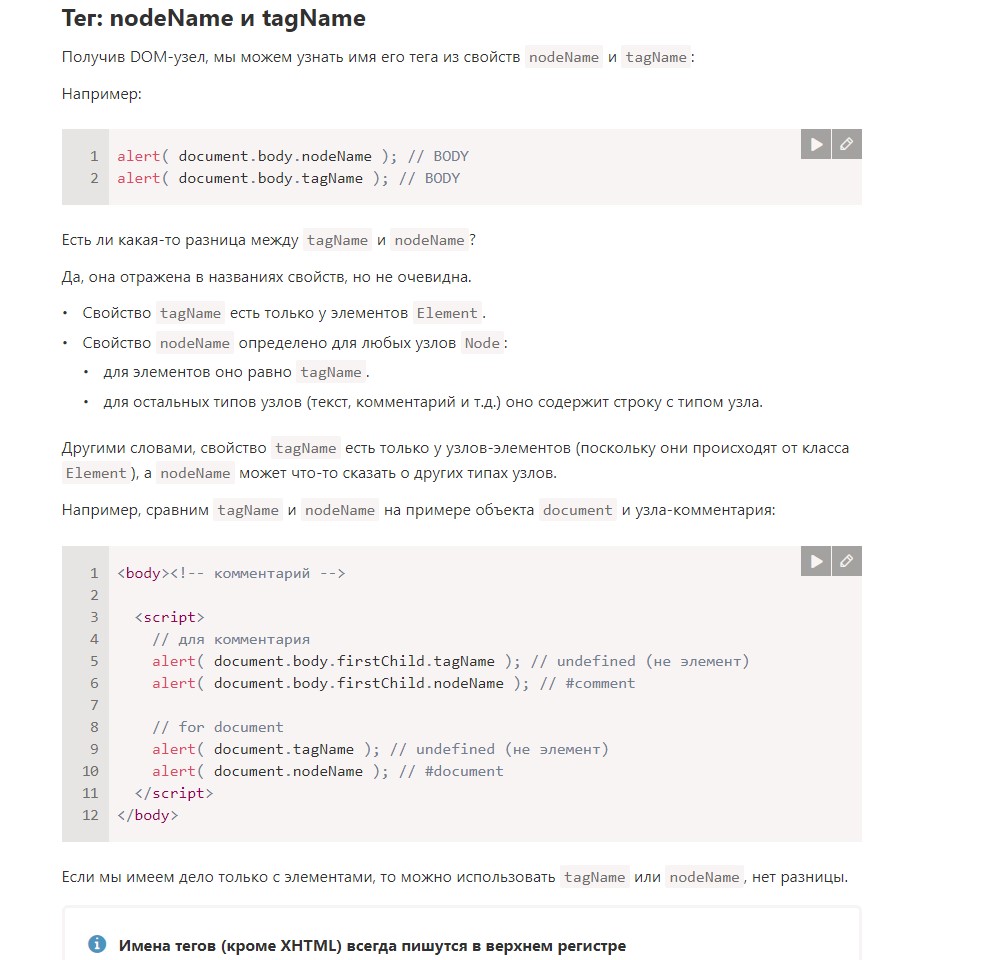 Тег: nodeName и tagName
Получив DOM-узел, мы можем узнать имя его тега из свойств nodeName и tagName:
Например:
1 alert( document.body.nodeName ); // BODY
2 alert( document.body.tagName ); // BODY
Есть ли какая-то разница между tagName и nodeName?
Да, она отражена в названиях свойств, но не очевидна.
• Свойство tagName есть только у элементов Element.
• Свойство nodeName определено для любых узлов Node:
• для элементов оно равно tagName.
• для остальных типов узлов (текст, комментарий и т.д.) оно содержит строку с типом узла.
Другими словами, свойство tagName есть только у узлов-элементов (поскольку они происходят от класса
Element), а nodeName может что-то сказать о других типах узлов.
Например, сравним tagName и nodeName на примере объекта document и узла-комментария:
1 <body><!-- комментарий -->
2
3   <script>
4     // для комментария
5     alert( document.body.firstChild.tagName ); // undefined (не элемент)
6     alert( document.body.firstChild.nodeName ); // #comment
7
8     // for document
9     alert( document.tagName ); // undefined (не элемент)
10     alert( document.nodeName ); // #document
11   </script>
12 </body>
Если мы имеем дело только с элементами, то можно использовать tagName или nodeName, нет разницы.
Имена тегов (кроме XHTML) всегда пишутся в верхнем регистре